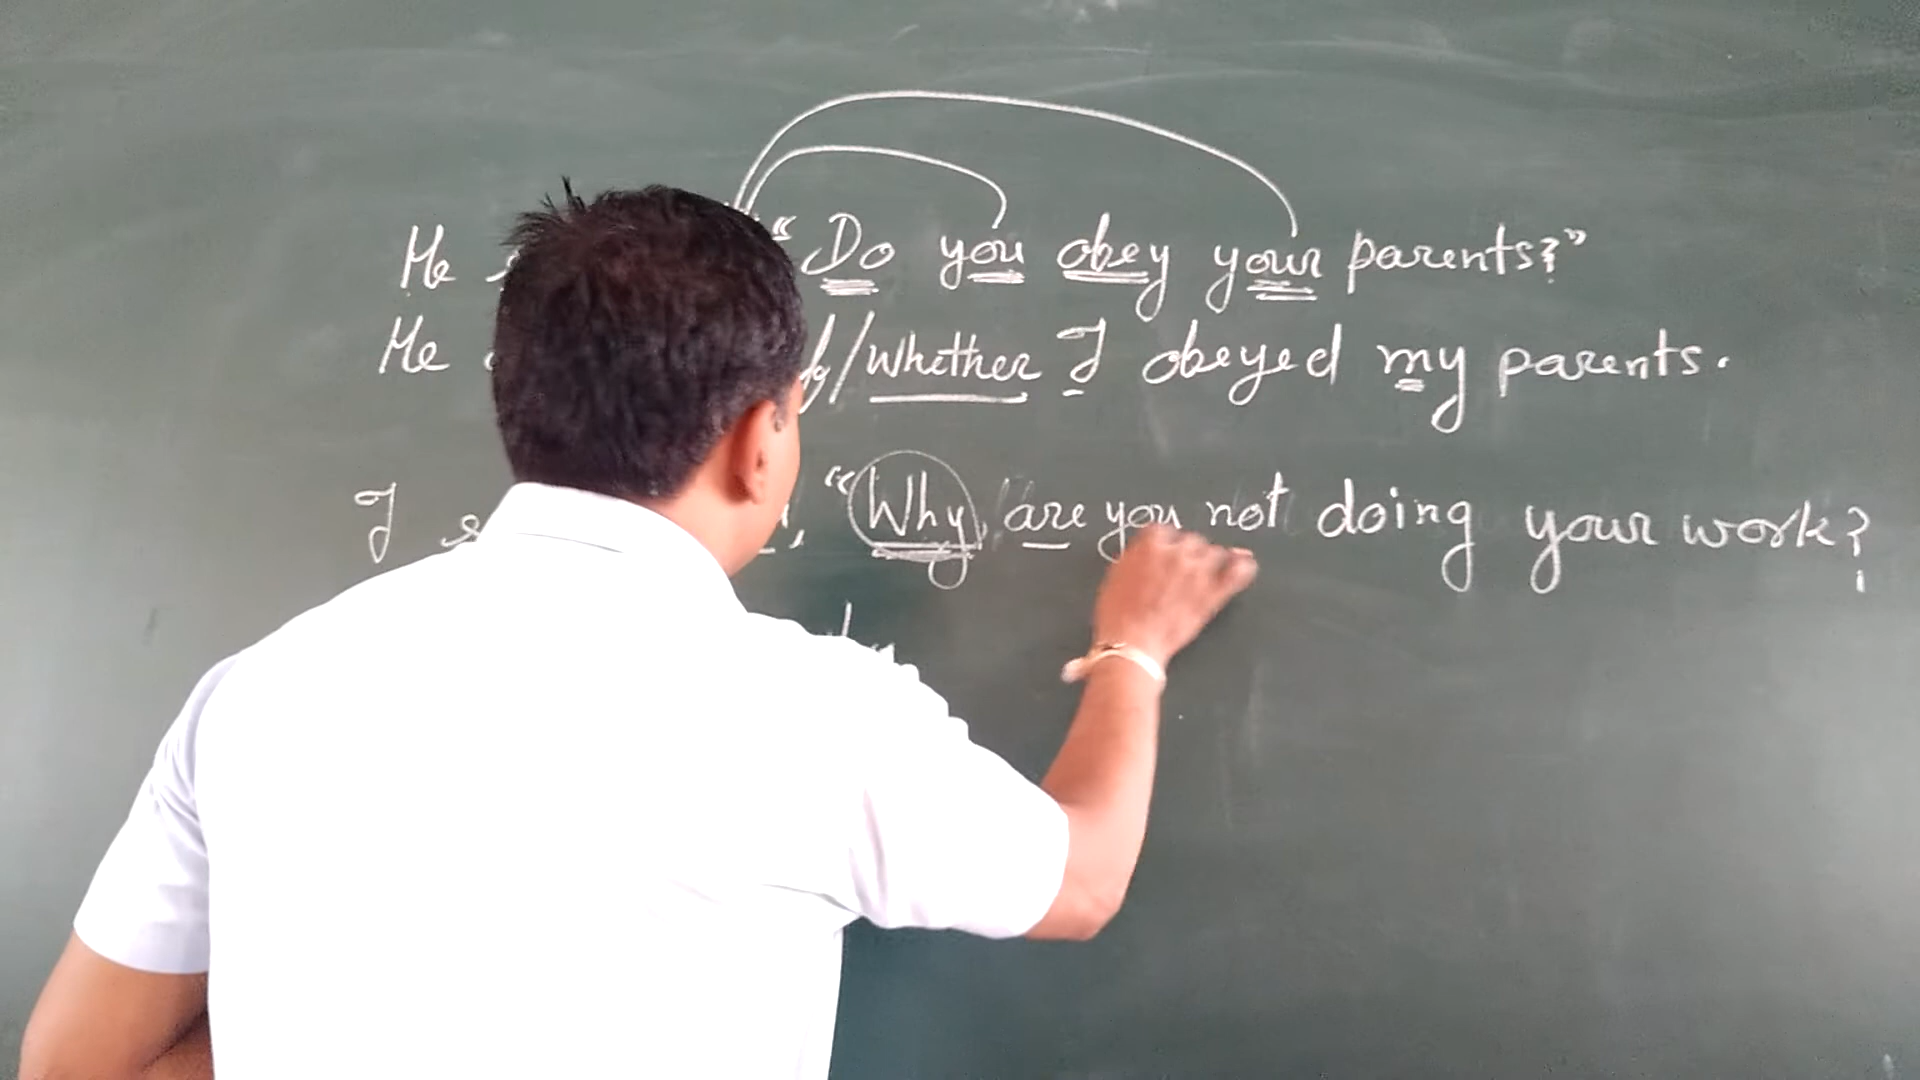 He " Do you obey your parents?"
He if/whether I obeyed my parents.
I , "Why are you not doing your work?